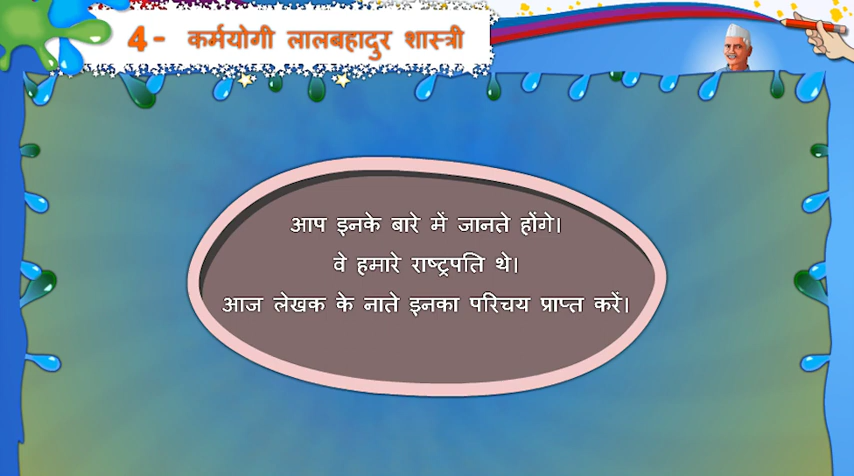 4- कर्मयोगी लालबहादुर शास्त्री
आप इनके बारे में जानते होंगे।
वे हमारे राष्ट्रपति थे।
आज लेखक के नाते इनका परिचय प्राप्त करें।